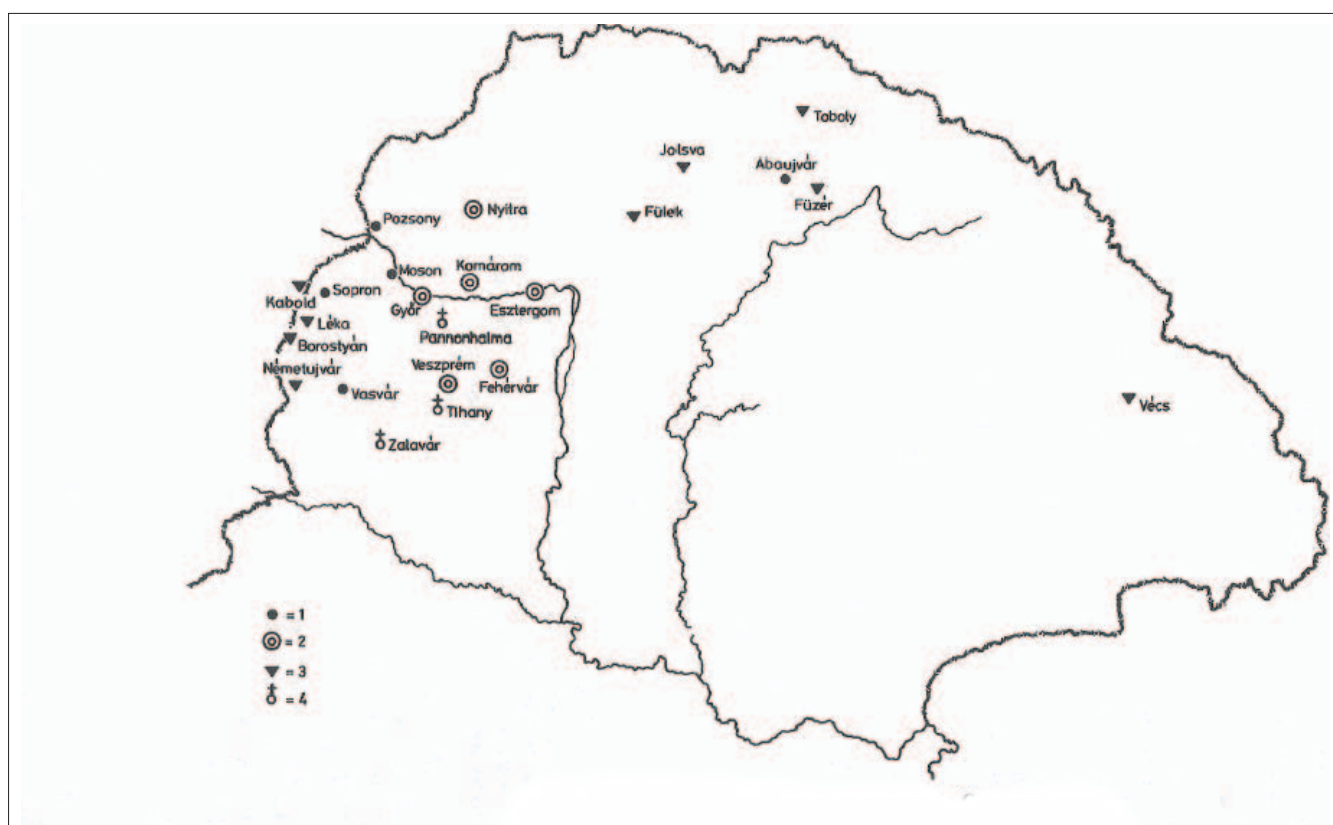 Toboly
Jolsva
Abaujvár
Füzér
Nyitra
Fülek
Pozsony
Moson
Komárom
Kabold
Sopron
Győr
Esztergom
Léka
Pannonhalma
Borostyán
Németujvár
Veszprém
Fehérvár
Vasvár
Tihany
Vécs
Zalavár
= 1
= 2
= 3
= 4